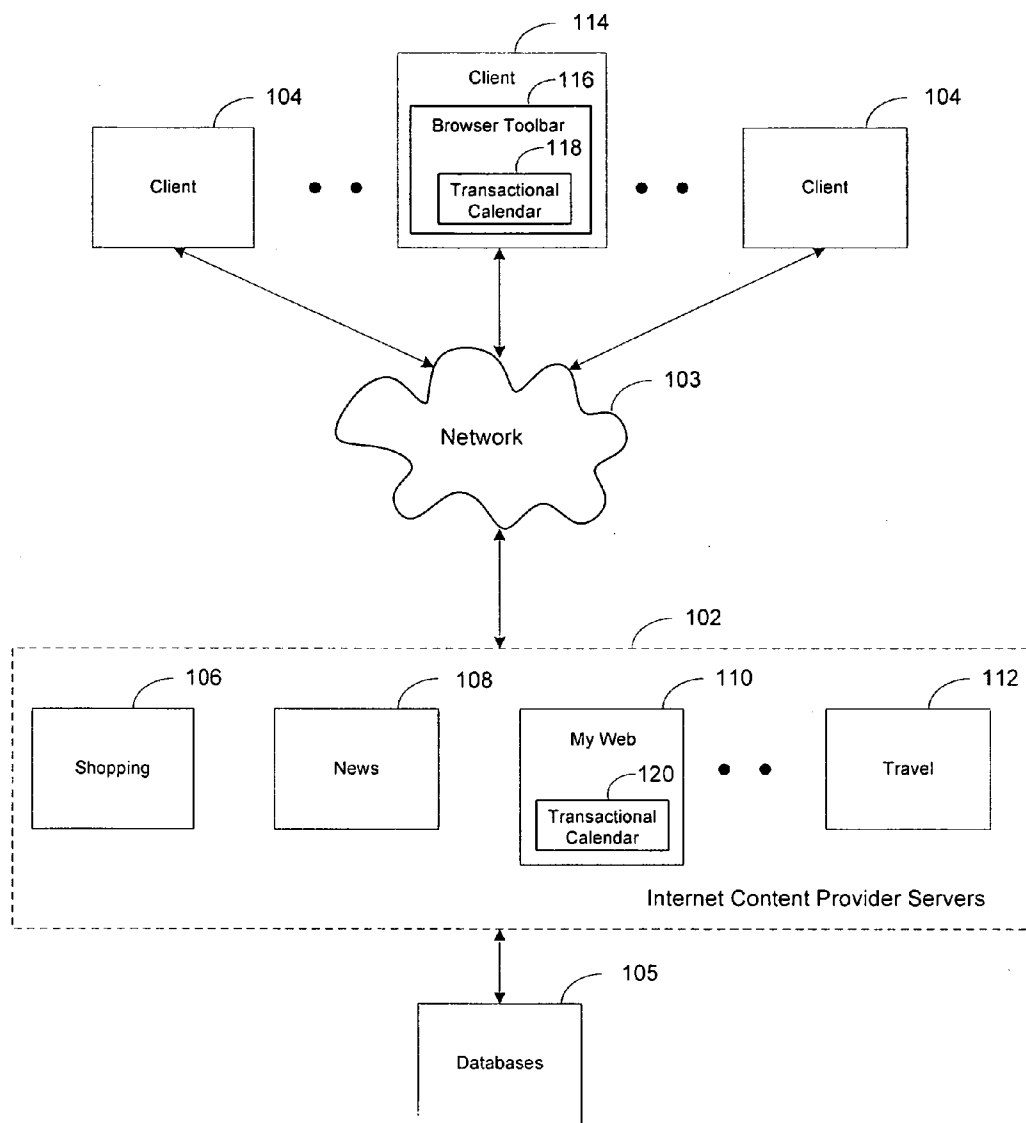 114
Client
104
116
104
Browser Toolbar
118
Client
Transactional
Calendar
Client
103
Network
102
106
108
110
112
Shopping
News
My Web
Travel
120
Transactional
Calendar
Internet Content Provider Servers
105
Databases